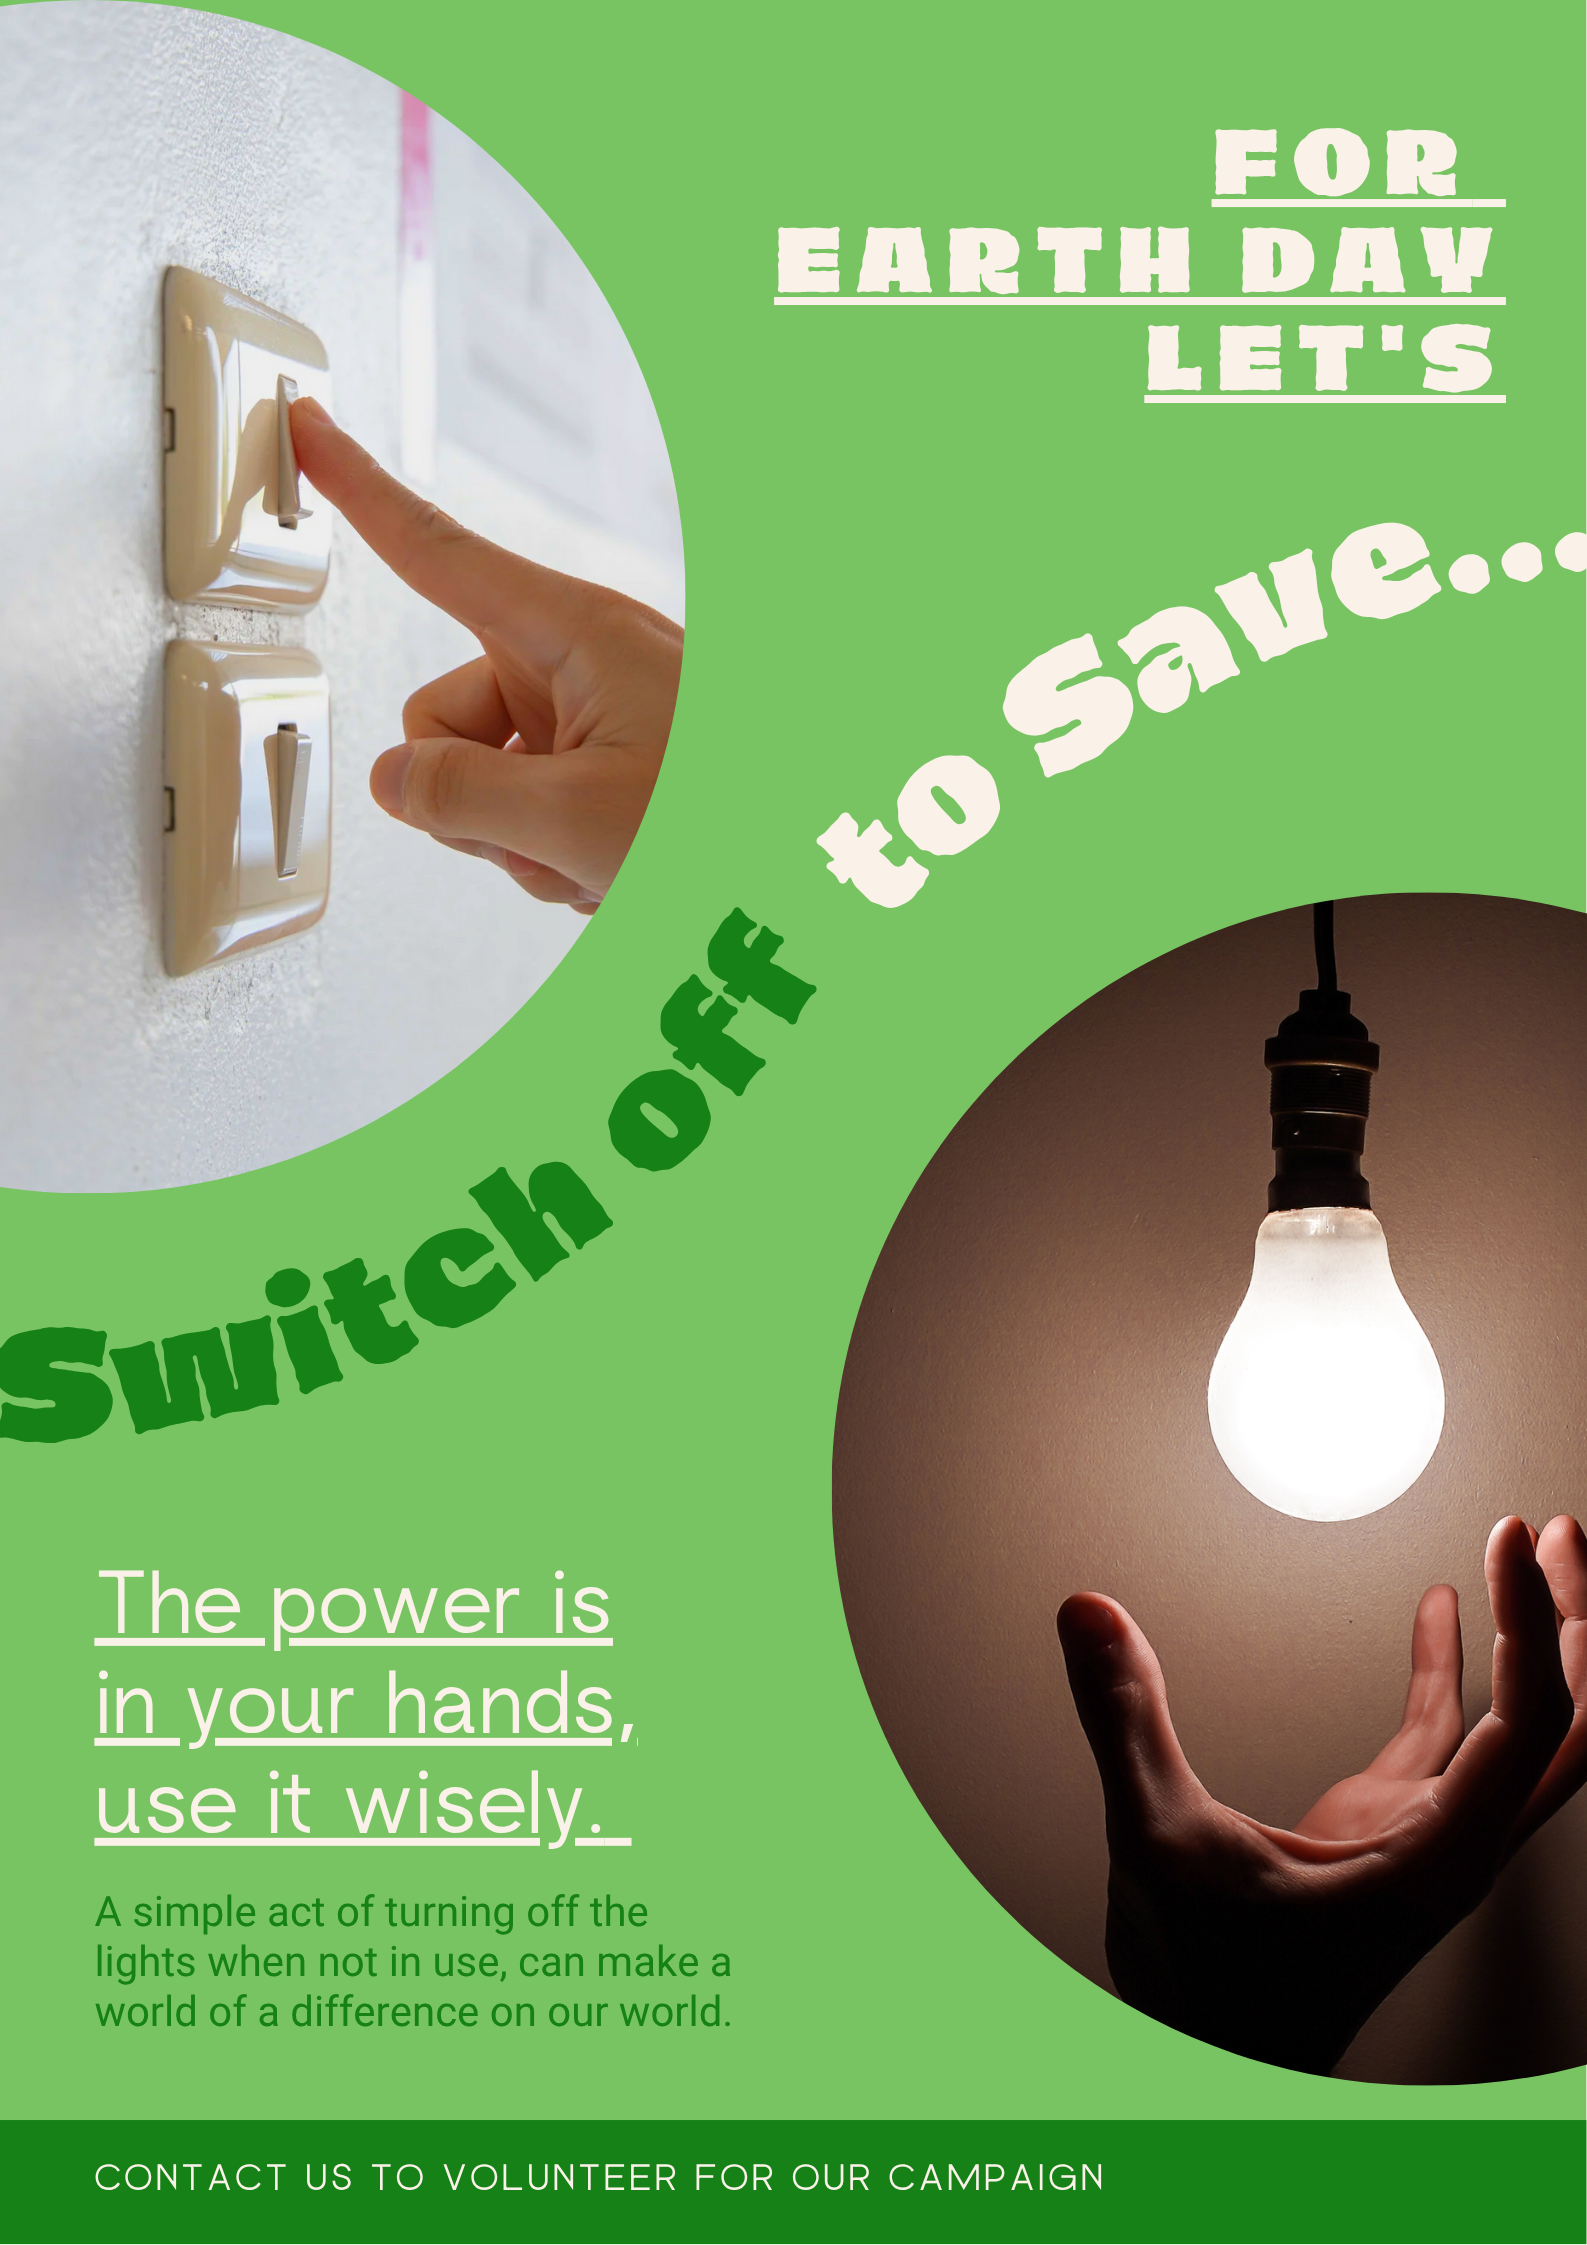 FOR
EARTH DAY
LET'S
Switch off to Save...
The power is
in your hands,
use it wisely.
A simple act of turning off the
lights when not in use, can make a
world of a difference on our world.
CONTACT US TO VOLUNTEER FOR OUR CAMPAIGN